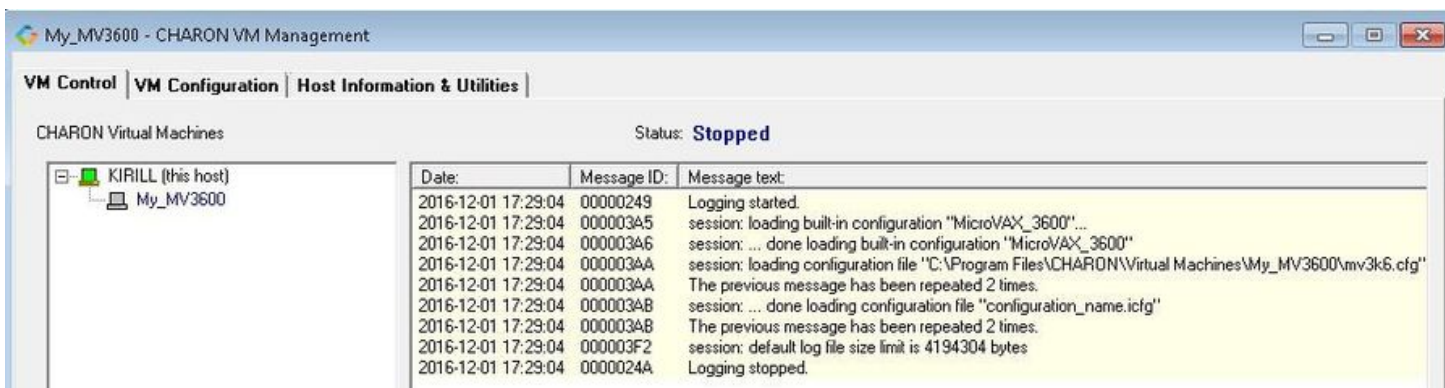 My_MV3600 - CHARON VM Management
VM Control VM Configuration Host Information & Utilities
CHARON Virtual Machines Status: Stopped
KIRILL (this host)
My_MV3600
Date: Message ID: Message text:
2016-12-01 17:29:04 00000249 Logging started.
2016-12-01 17:29:04 000003A5 session: loading built-in configuration "MicroVAX_3600"...
2016-12-01 17:29:04 000003A6 session: ... done loading built-in configuration "MicroVAX_3600"
2016-12-01 17:29:04 000003AA session: loading configuration file "C:\Program Files\CHARON\Virtual Machines\My_MV3600\mv3k6.cfg"
2016-12-01 17:29:04 000003AA The previous message has been repeated 2 times.
2016-12-01 17:29:04 000003AB session: ... done loading configuration file "configuration_name.icfg"
2016-12-01 17:29:04 000003AB The previous message has been repeated 2 times.
2016-12-01 17:29:04 000003F2 session: default log file size limit is 4194304 bytes
2016-12-01 17:29:04 0000024A Logging stopped.